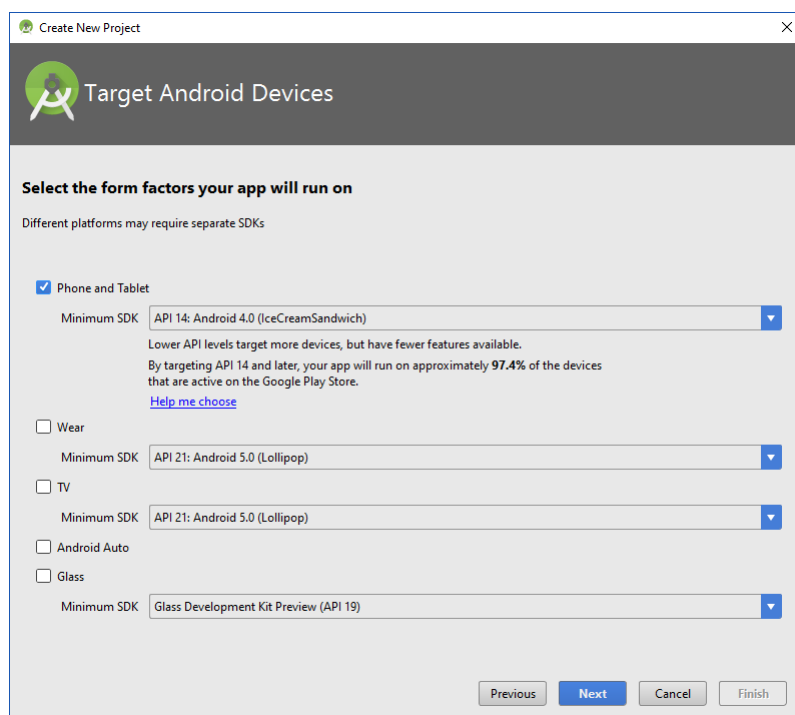 Create New Project
Target Android Devices
Select the form factors your app will run on
Different platforms may require separate SDKs
Phone and Tablet
Minimum SDK API 14: Android 4.0 (IceCreamSandwich)
Lower API levels target more devices, but have fewer features available.
By targeting API 14 and later, your app will run on approximately 97.4% of the devices
that are active on the Google Play Store.
Help me choose
Wear
Minimum SDK API 21: Android 5.0 (Lollipop)
TV
Minimum SDK API 21: Android 5.0 (Lollipop)
Android Auto
Glass
Minimum SDK Glass Development Kit Preview (API 19)
Previous Next Cancel Finish